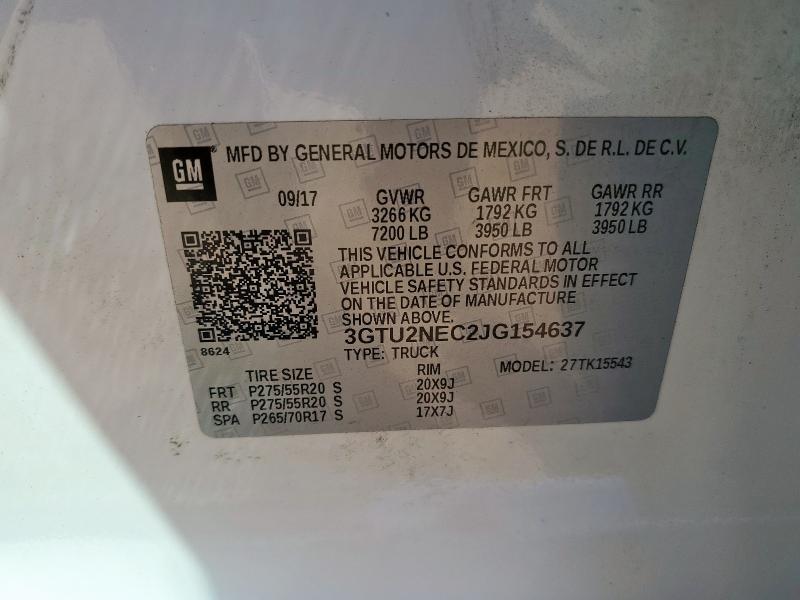 GM MFD BY GENERAL MOTORS DE MEXICO, S. DE R.L. DE C.V.
09/17 GVWR GAWR FRT GAWR RR
3266 KG 1792 KG 1792 KG
7200 LB 3950 LB 3950 LB
THIS VEHICLE CONFORMS TO ALL
APPLICABLE U.S. FEDERAL MOTOR
VEHICLE SAFETY STANDARDS IN EFFECT
ON THE DATE OF MANUFACTURE
SHOWN ABOVE.
3GTU2NEC2JG154637
8624 TYPE: TRUCK MODEL: 27TK15543
TIRE SIZE RIM
FRT P275/55R20 S 20X9J
RR P275/55R20 S 20X9J
SPA P265/70R17 S 17X7J